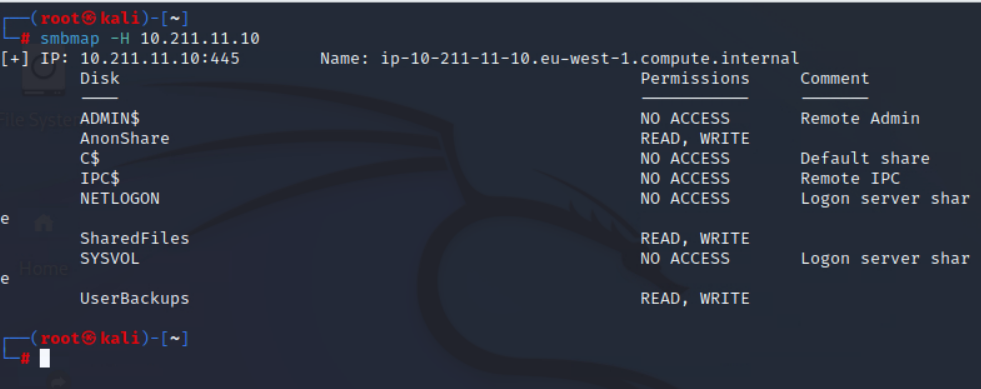 ┌──(root㉿kali)-[~]
└─# smbmap -H 10.211.11.10
[+] IP: 10.211.11.10:445 Name: ip-10-211-11-10.eu-west-1.compute.internal
Disk Permissions Comment
---- ----------- -------
ADMIN$ NO ACCESS Remote Admin
AnonShare READ, WRITE
C$ NO ACCESS Default share
IPC$ NO ACCESS Remote IPC
NETLOGON NO ACCESS Logon server shar
e
SharedFiles READ, WRITE
SYSVOL NO ACCESS Logon server shar
e
UserBackups READ, WRITE
┌──(root㉿kali)-[~]
└─#
File System
Home